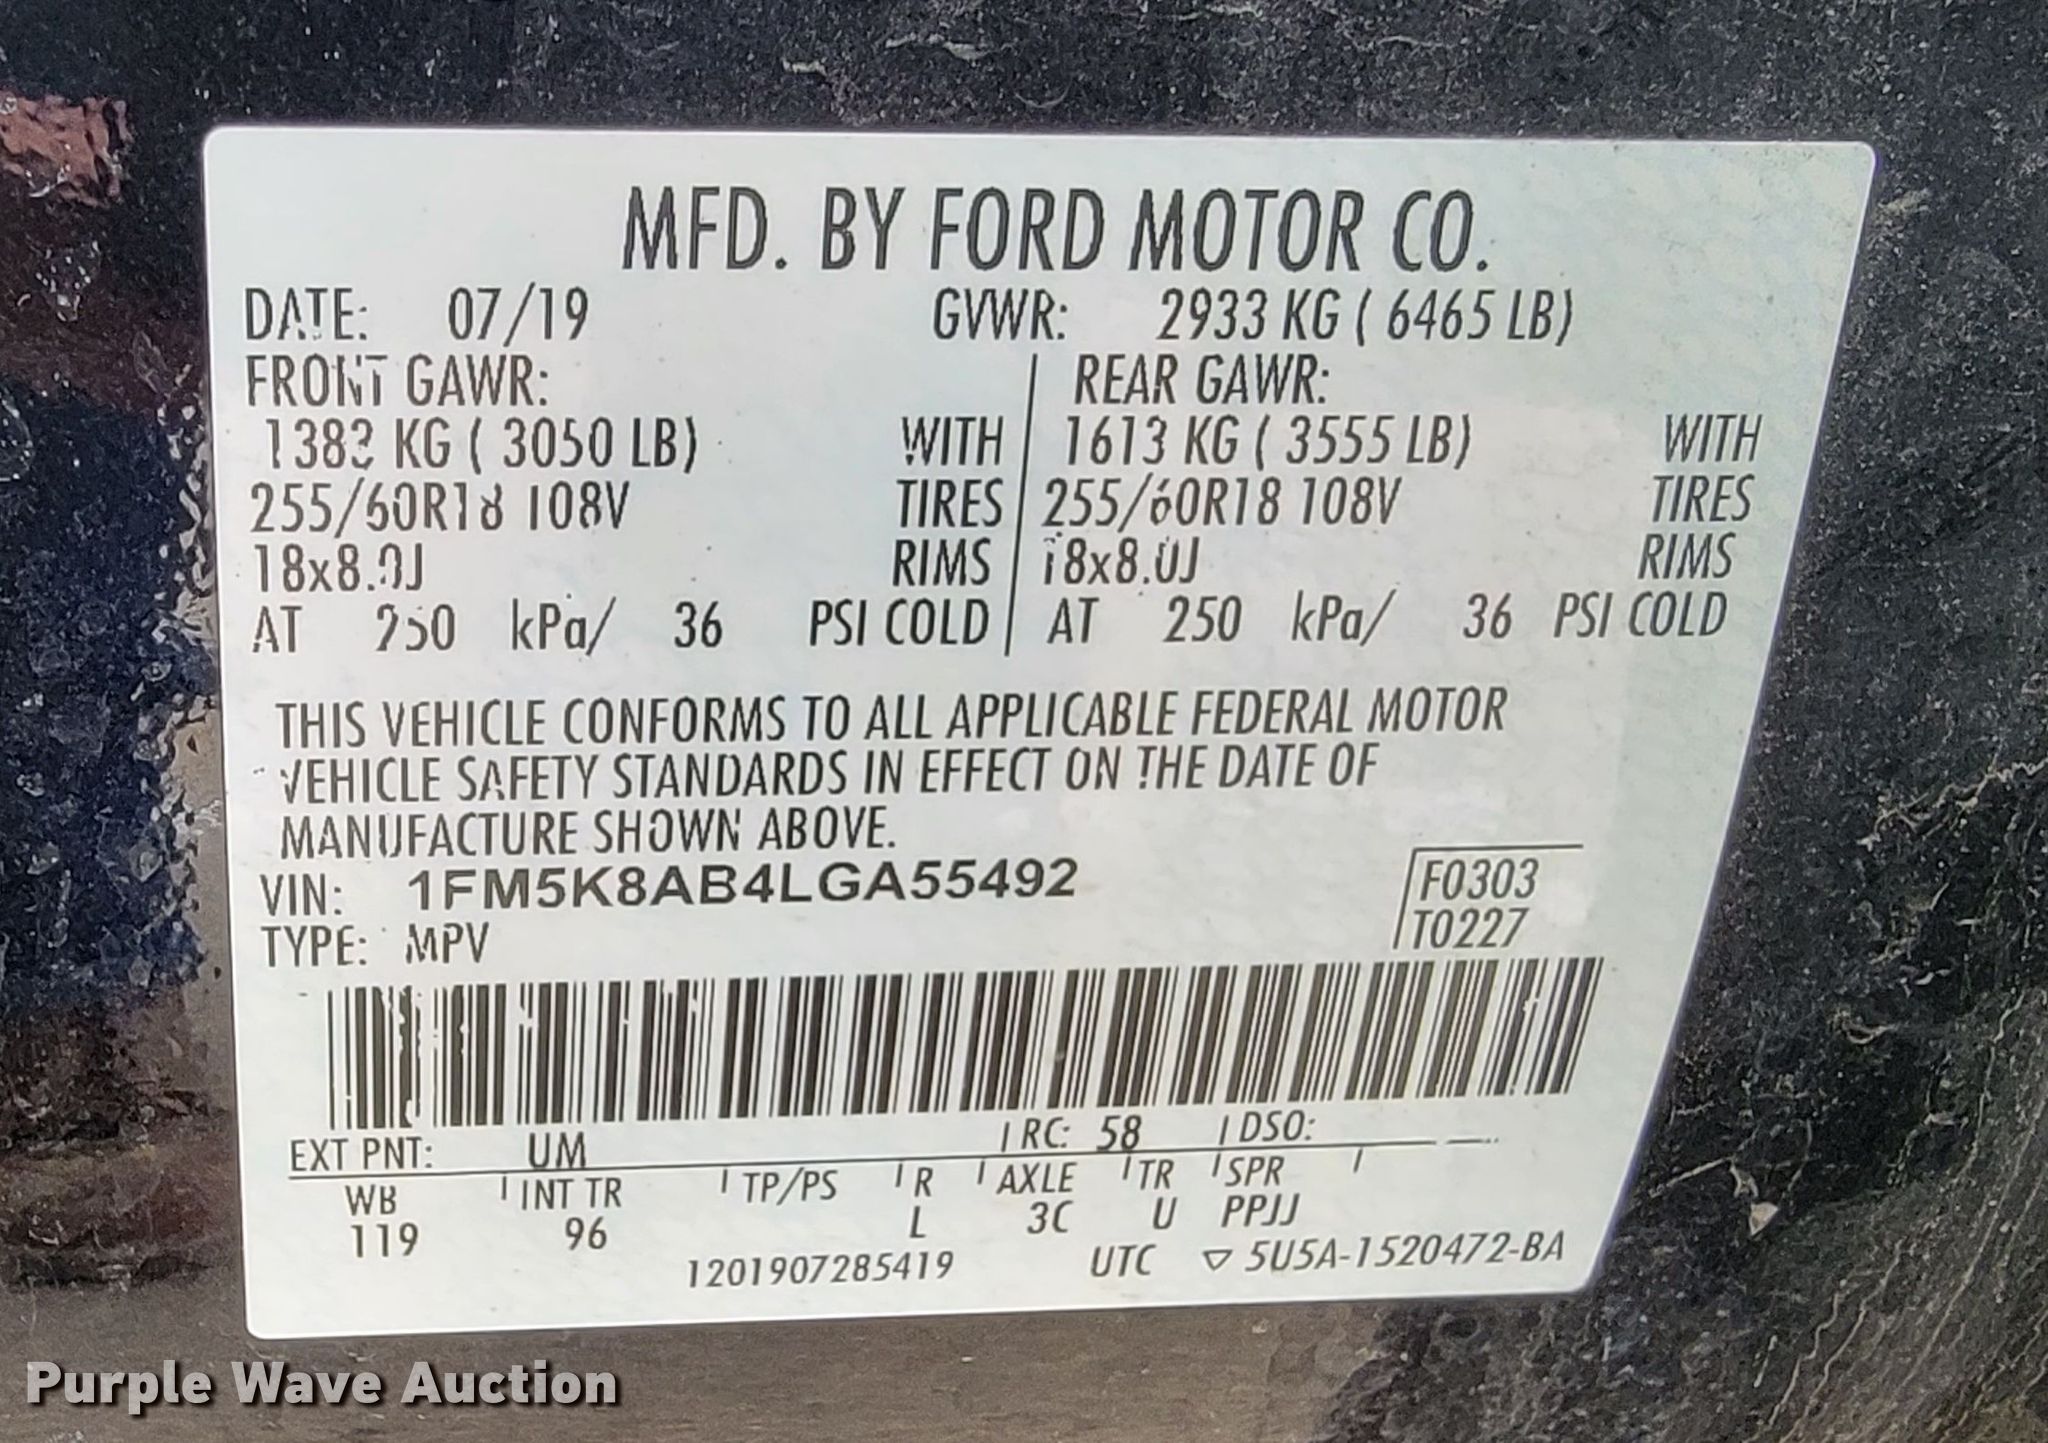 MFD. BY FORD MOTOR CO.
DATE: 07/19 GVWR: 2933 KG ( 6465 LB)
FRONT GAWR: REAR GAWR:
1383 KG ( 3050 LB) WITH 1613 KG ( 3555 LB) WITH
255/60R18 108V TIRES 255/60R18 108V TIRES
18x8.0J RIMS 18x8.0J RIMS
AT 250 kPa/ 36 PSI COLD AT 250 kPa/ 36 PSI COLD
THIS VEHICLE CONFORMS TO ALL APPLICABLE FEDERAL MOTOR
VEHICLE SAFETY STANDARDS IN EFFECT ON THE DATE OF
MANUFACTURE SHOWN ABOVE.
VIN: 1FM5K8AB4LGA55492 F0303
TYPE: MPV T0227
EXT PNT: UM RC: 58 DSO:
WB INT TR TP/PS R AXLE TR SPR
119 96 L 3C U PPJJ
1201907285419 UTC ▽ 5U5A-1520472-BA
Purple Wave Auction